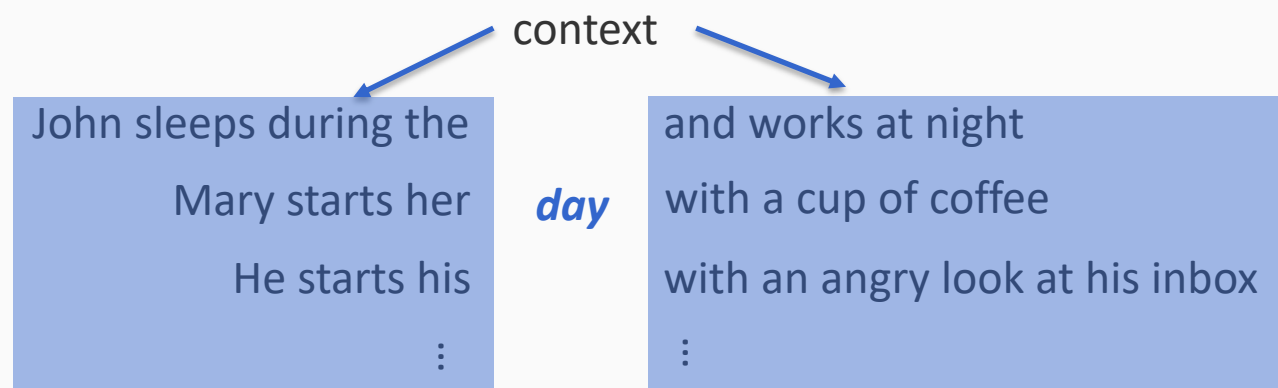 context
John sleeps during the and works at night
Mary starts her day with a cup of coffee
He starts his with an angry look at his inbox
⋮ ⋮